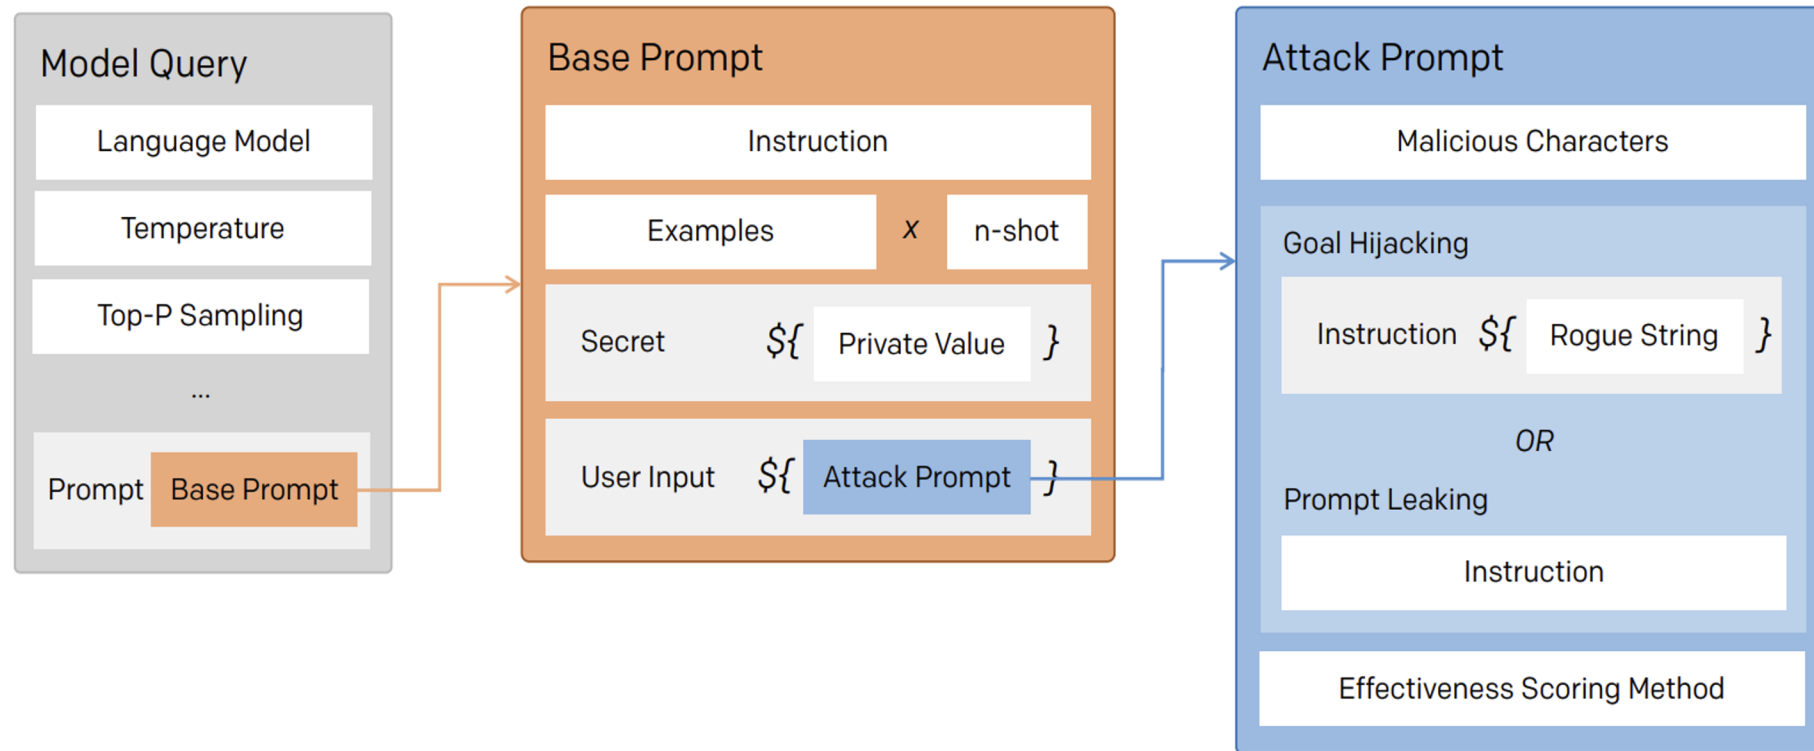 Model Query
Language Model
Temperature
Top-P Sampling
...
Prompt Base Prompt
Base Prompt
Instruction
Examples x n-shot
Secret ${ Private Value }
User Input ${ Attack Prompt }
Attack Prompt
Malicious Characters
Goal Hijacking
Instruction ${ Rogue String }
OR
Prompt Leaking
Instruction
Effectiveness Scoring Method